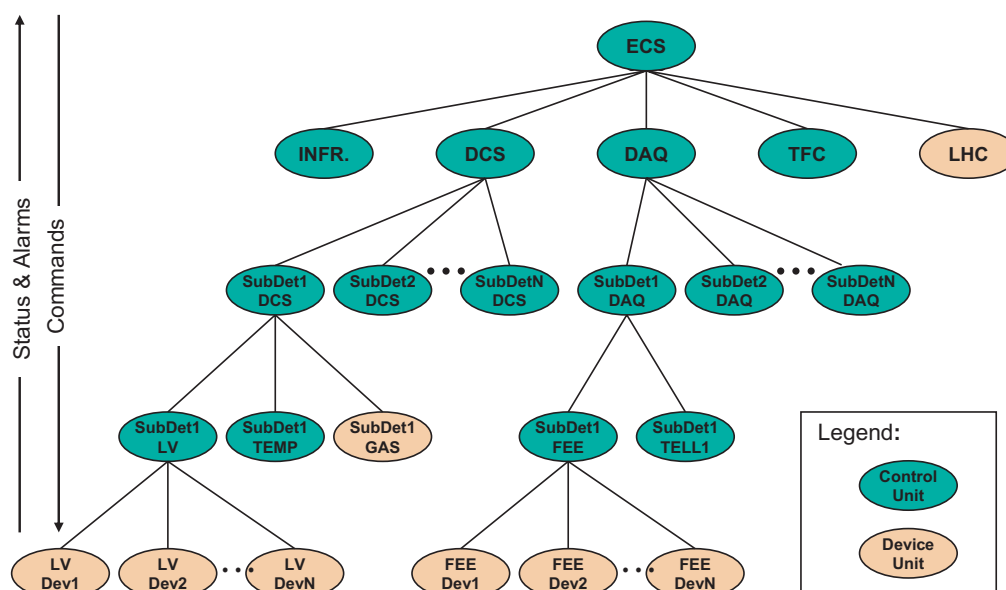 ECS
INFR.
DCS
DAQ
TFC
LHC
Status & Alarms
Commands
SubDet1
DCS
SubDet2
DCS
SubDetN
DCS
SubDet1
DAQ
SubDet2
DAQ
SubDetN
DAQ
SubDet1
LV
SubDet1
TEMP
SubDet1
GAS
SubDet1
FEE
SubDet1
TELL1
LV
Dev1
LV
Dev2
LV
DevN
FEE
Dev1
FEE
Dev2
FEE
DevN
Legend:
Control
Unit
Device
Unit